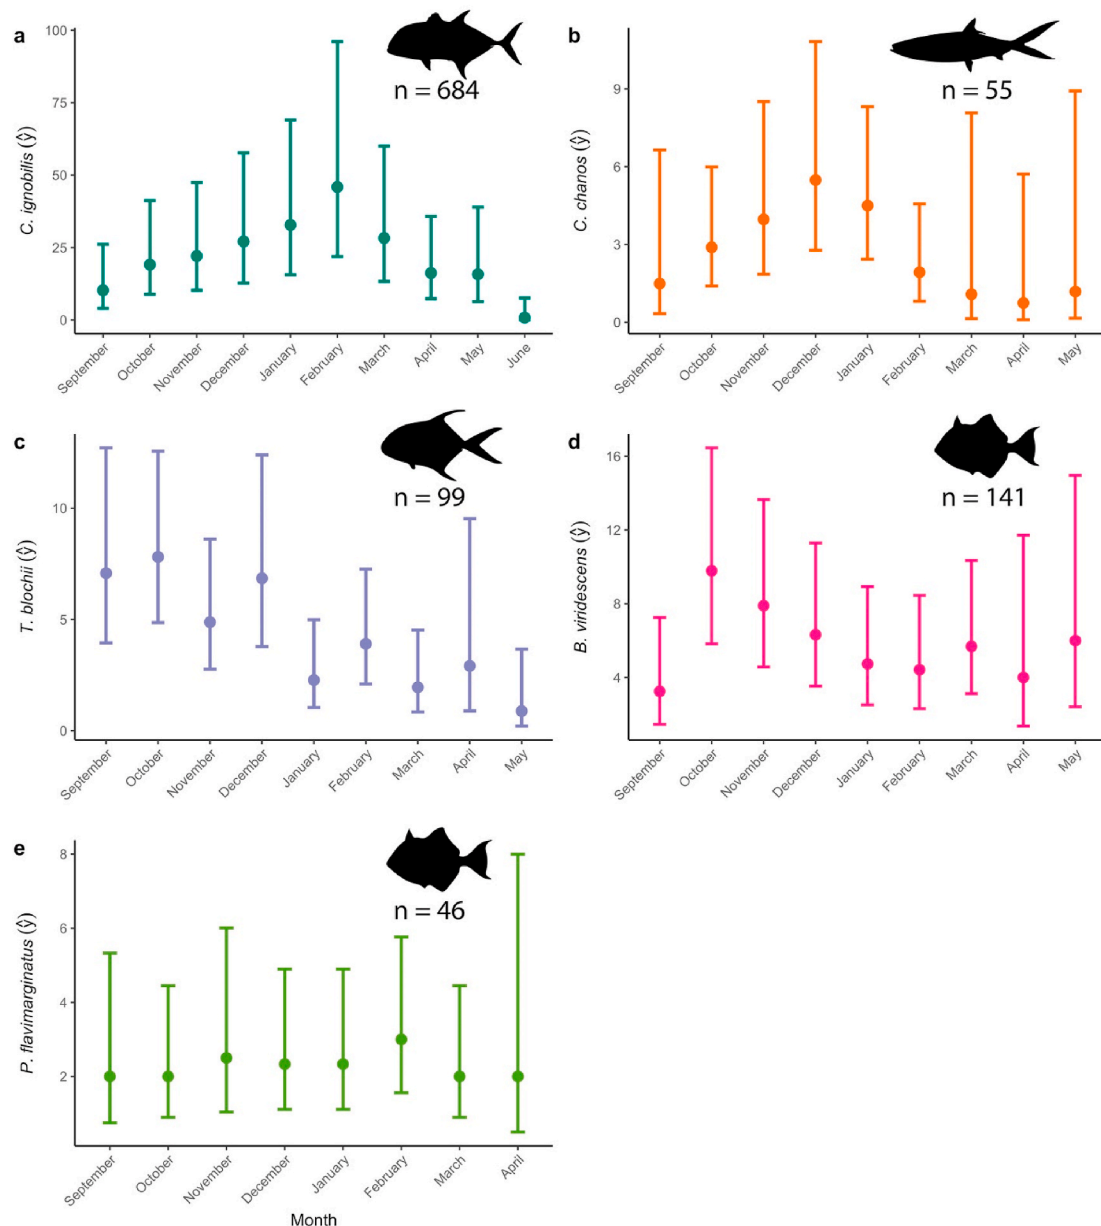 a
n = 684
C. ignobilis (ŷ)
100
75
50
25
0
September
October
November
December
January
February
March
April
May
June
b
n = 55
C. chanos (ŷ)
9
6
3
0
September
October
November
December
January
February
March
April
May
c
n = 99
T. blochii (ŷ)
10
5
0
September
October
November
December
January
February
March
April
May
d
n = 141
B. viridescens (ŷ)
16
12
8
4
September
October
November
December
January
February
March
April
May
e
n = 46
P. flavimarginatus (ŷ)
8
6
4
2
September
October
November
December
January
February
March
April
Month